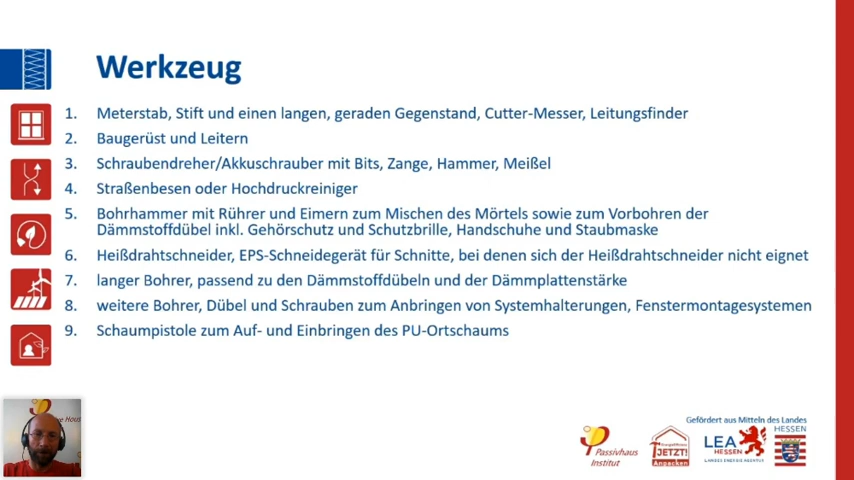 Werkzeug
1. Meterstab, Stift und einen langen, geraden Gegenstand, Cutter-Messer, Leitungsfinder
2. Baugerüst und Leitern
3. Schraubendreher/Akkuschrauber mit Bits, Zange, Hammer, Meißel
4. Straßenbesen oder Hochdruckreiniger
5. Bohrhammer mit Rührer und Eimern zum Mischen des Mörtels sowie zum Vorbohren der
Dämmstoffdübel inkl. Gehörschutz und Schutzbrille, Handschuhe und Staubmaske
6. Heißdrahtschneider, EPS-Schneidegerät für Schnitte, bei denen sich der Heißdrahtschneider nicht eignet
7. langer Bohrer, passend zu den Dämmstoffdübeln und der Dämmplattenstärke
8. weitere Bohrer, Dübel und Schrauben zum Anbringen von Systemhalterungen, Fenstermontagesystemen
9. Schaumpistole zum Auf- und Einbringen des PU-Ortschaums
Gefördert aus Mitteln des Landes
HESSEN
Passivhaus
Institut
JETZT!
Anpacken
LEA
HESSEN
LANDES ENERGIE AGENTUR